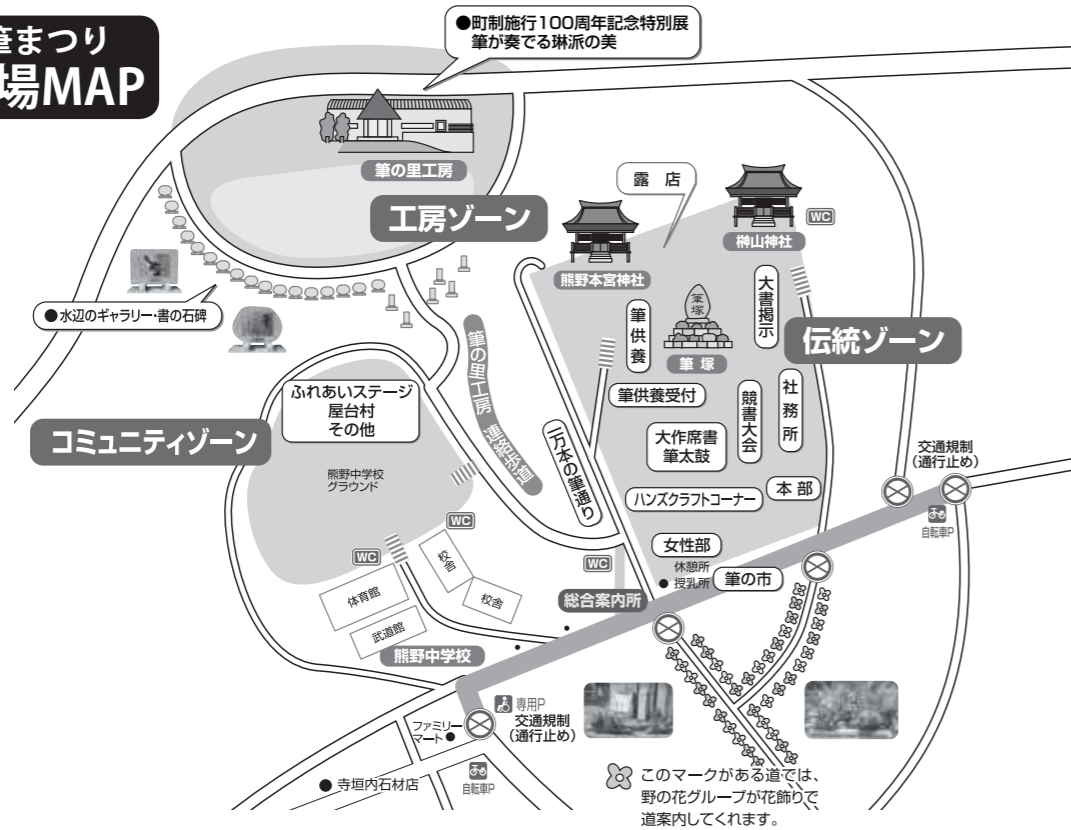 筆まつり
場MAP
●町制施行100周年記念特別展
筆が奏でる琳派の美
筆の里工房
工房ゾーン
露 店
榊山神社
WC
熊野本宮神社
●水辺のギャラリー・書の石碑
筆の里工房 連絡歩道
筆供養
筆塚
筆 塚
大書掲示
伝統ゾーン
筆供養受付
競書大会
社務所
大作席書
筆太鼓
一万本の筆通り
ハンズクラフトコーナー
本 部
コミュニティゾーン
ふれあいステージ
屋台村
その他
熊野中学校
グラウンド
WC
WC
校舎
校舎
体育館
武道館
熊野中学校
WC
女性部
休憩所
● 授乳所
筆の市
総合案内所
交通規制
(通行止め)
自転車P
専用P
交通規制
(通行止め)
ファミリー
マート●
自転車P
● 寺垣内石材店
このマークがある道では、
野の花グループが花飾りで
道案内してくれます。